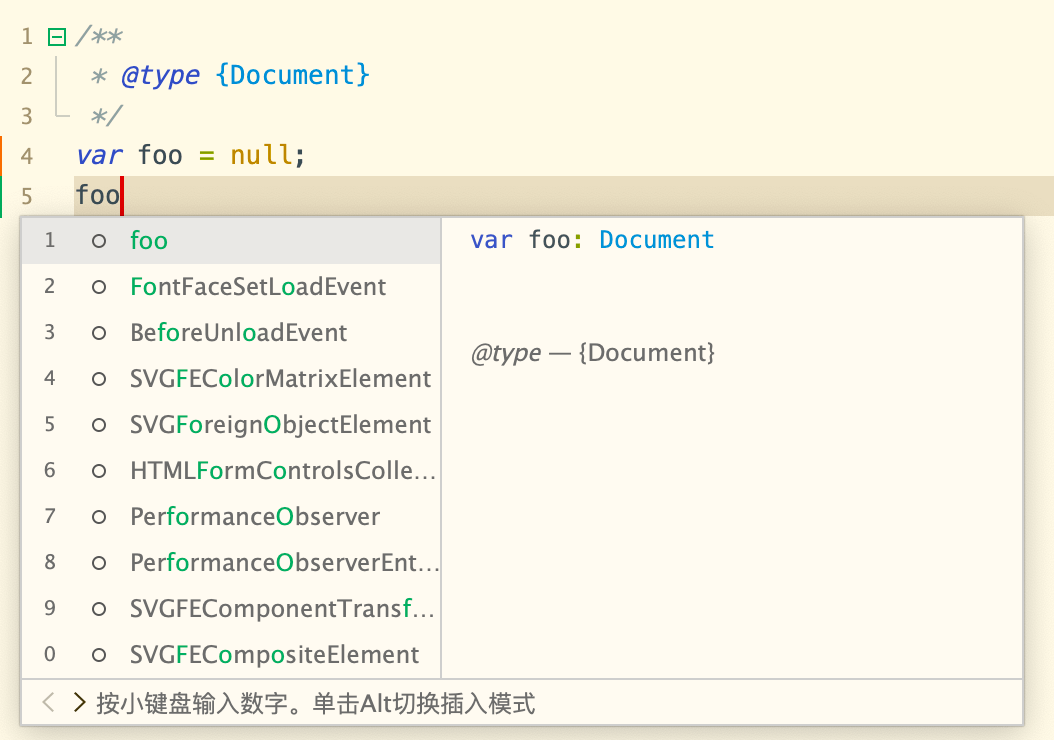 1 /**
2 * @type {Document}
3 */
4 var foo = null;
5 foo
1 foo
2 FontFaceSetLoadEvent
3 BeforeUnloadEvent
4 SVGFEColorMatrixElement
5 SVGForeignObjectElement
6 HTMLFormControlsColle…
7 PerformanceObserver
8 PerformanceObserverEnt…
9 SVGFEComponentTransf…
0 SVGFECompositeElement
var foo: Document
@type — {Document}
按小键盘输入数字。单击Alt切换插入模式